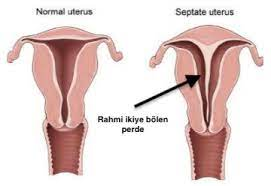 Normal uterus
Septate uterus
Rahmi ikiye bölen
perde